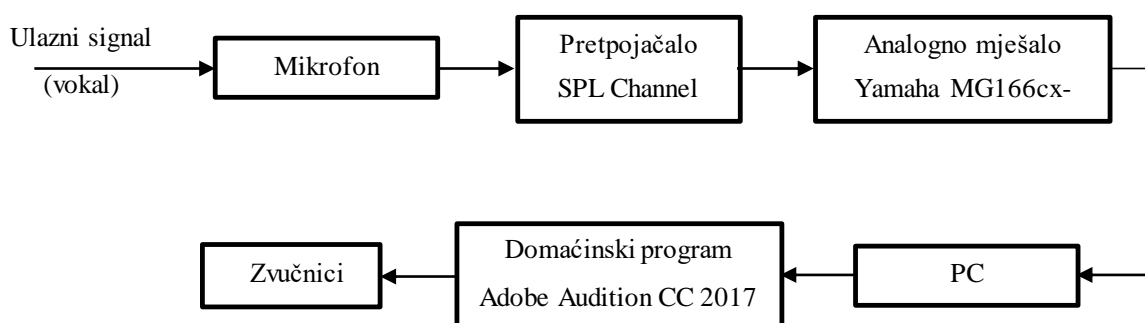 Ulazni signal
(vokal)
Mikrofon
Pretpojačalo
SPL Channel
Analogno mješalo
Yamaha MG166cx-
Zvučnici
Domaćinski program
Adobe Audition CC 2017
PC